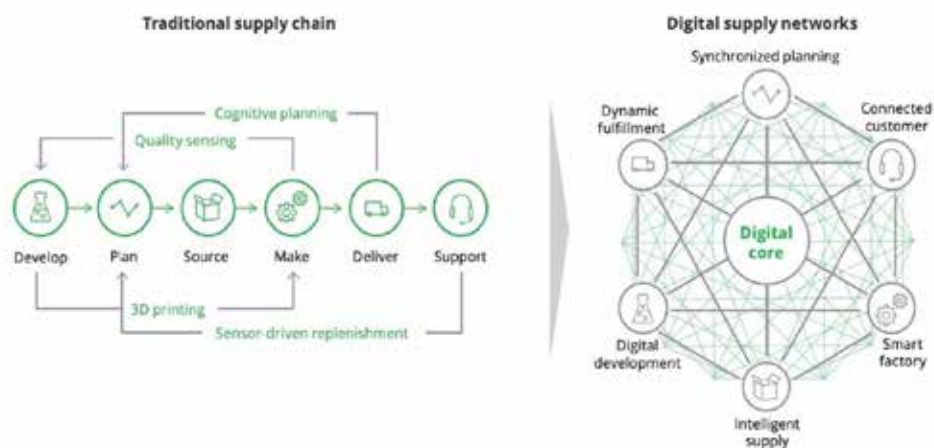 Traditional supply chain
Cognitive planning
Quality sensing
Develop
Plan
Source
Make
Deliver
Support
3D printing
Sensor-driven replenishment
Digital supply networks
Synchronized planning
Dynamic
fulfillment
Connected
customer
Digital
core
Digital
development
Smart
factory
Intelligent
supply